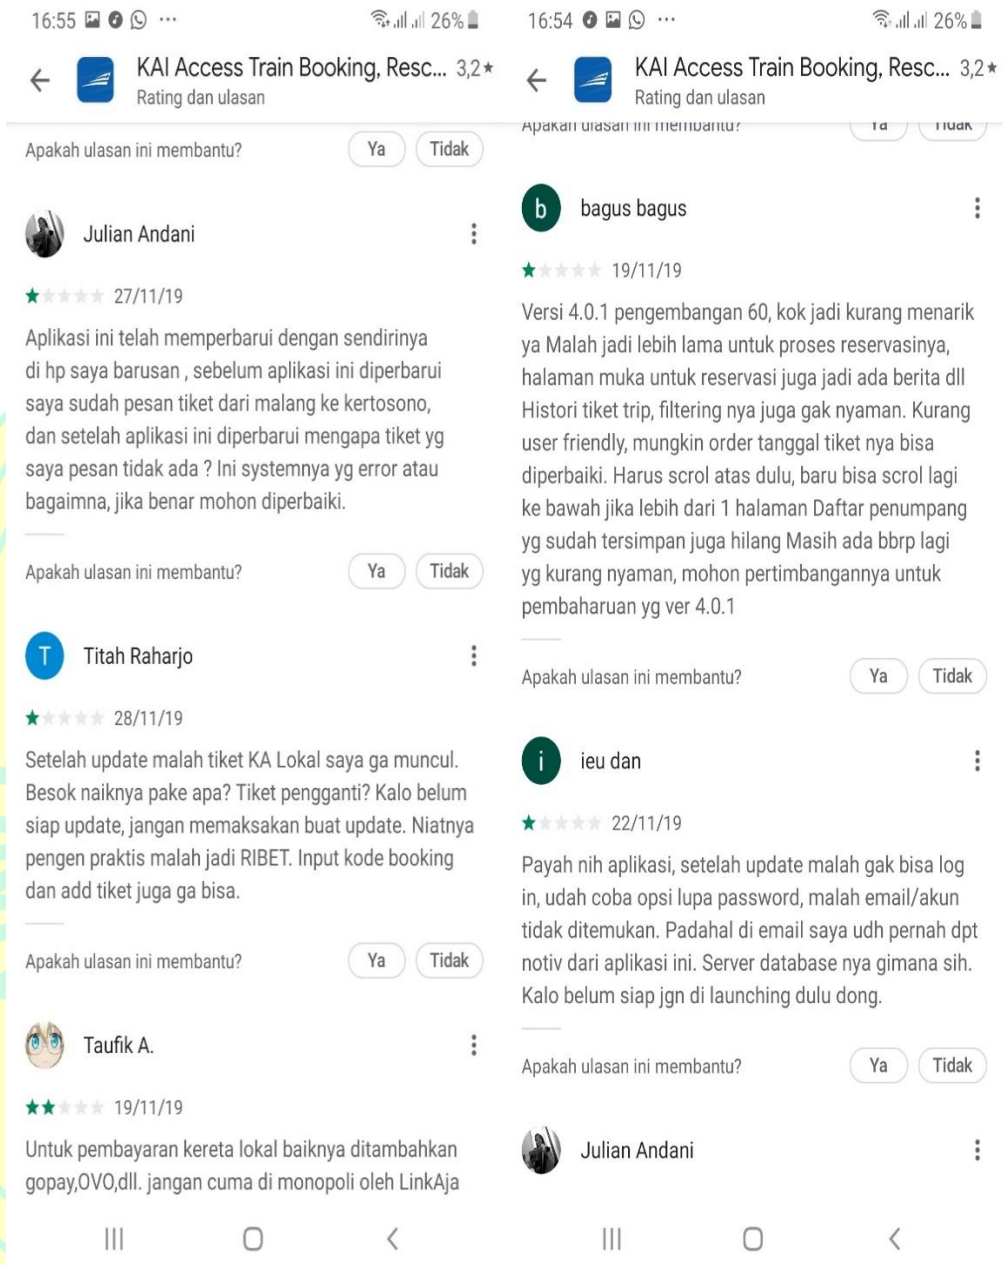 16:55 26%
KAI Access Train Booking, Resc... 3,2★
Rating dan ulasan
Apakah ulasan ini membantu? Ya Tidak
Julian Andani
27/11/19
Aplikasi ini telah memperbarui dengan sendirinya
di hp saya barusan , sebelum aplikasi ini diperbarui
saya sudah pesan tiket dari malang ke kertosono,
dan setelah aplikasi ini diperbarui mengapa tiket yg
saya pesan tidak ada ? Ini systemnya yg error atau
bagaimna, jika benar mohon diperbaiki.
Apakah ulasan ini membantu? Ya Tidak
T Titah Raharjo
28/11/19
Setelah update malah tiket KA Lokal saya ga muncul.
Besok naiknya pake apa? Tiket pengganti? Kalo belum
siap update, jangan memaksakan buat update. Niatnya
pengen praktis malah jadi RIBET. Input kode booking
dan add tiket juga ga bisa.
Apakah ulasan ini membantu? Ya Tidak
Taufik A.
19/11/19
Untuk pembayaran kereta lokal baiknya ditambahkan
gopay,OVO,dll. jangan cuma di monopoli oleh LinkAja
16:54 26%
KAI Access Train Booking, Resc... 3,2★
Rating dan ulasan
Apakah ulasan ini membantu? Ya Tidak
b bagus bagus
19/11/19
Versi 4.0.1 pengembangan 60, kok jadi kurang menarik
ya Malah jadi lebih lama untuk proses reservasinya,
halaman muka untuk reservasi juga jadi ada berita dll
Histori tiket trip, filtering nya juga gak nyaman. Kurang
user friendly, mungkin order tanggal tiket nya bisa
diperbaiki. Harus scrol atas dulu, baru bisa scrol lagi
ke bawah jika lebih dari 1 halaman Daftar penumpang
yg sudah tersimpan juga hilang Masih ada bbrp lagi
yg kurang nyaman, mohon pertimbangannya untuk
pembaharuan yg ver 4.0.1
Apakah ulasan ini membantu? Ya Tidak
i ieu dan
22/11/19
Payah nih aplikasi, setelah update malah gak bisa log
in, udah coba opsi lupa password, malah email/akun
tidak ditemukan. Padahal di email saya udh pernah dpt
notiv dari aplikasi ini. Server database nya gimana sih.
Kalo belum siap jgn di launching dulu dong.
Apakah ulasan ini membantu? Ya Tidak
Julian Andani